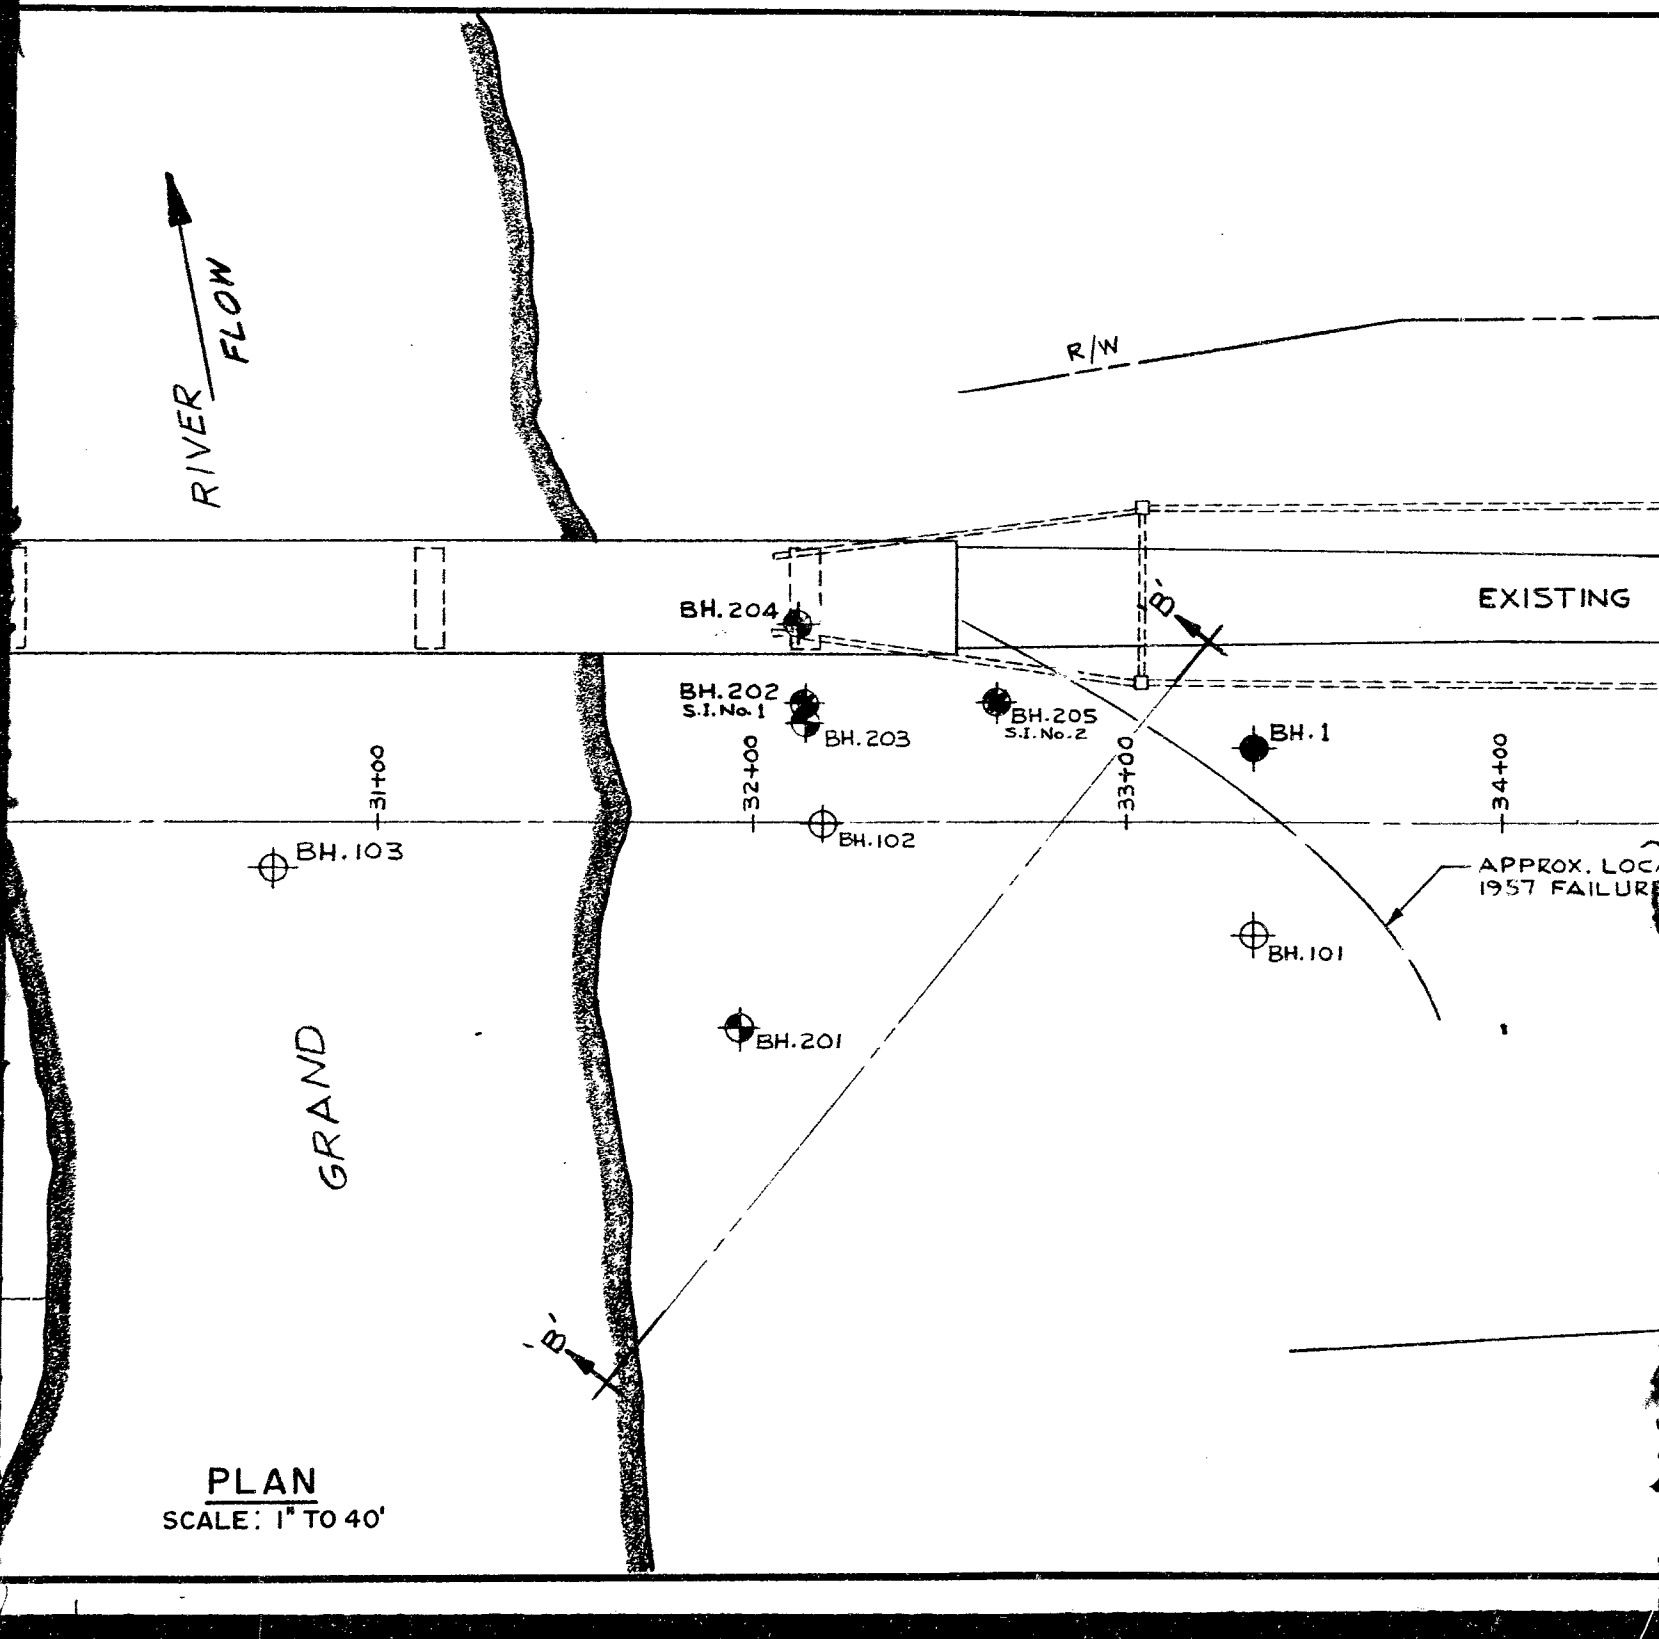 RIVER
FLOW
R/W
EXISTING
'B'
BH.204
BH.202
S.I.No.1
BH.203
BH.205
S.I.No.2
BH.1
31+00
32+00
33+00
34+00
BH.103
BH.102
APPROX. LOC
1957 FAILURE
BH.101
BH.201
GRAND
'B'
PLAN
SCALE: 1" TO 40'